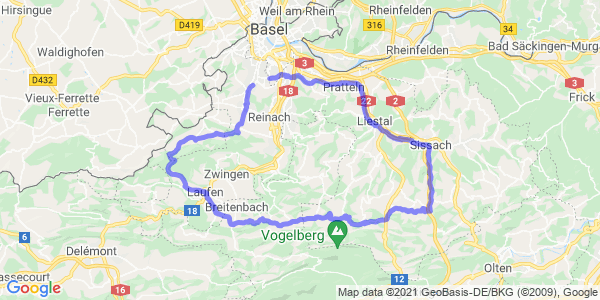 Hirsingue
D419
Weil am Rhein
Rheinfelden
316
34
Basel
Waldighofen
3
Rheinfelden
Bad Säckingen-Murga
D432
Pratteln
3
18
22
2
Vieux-Ferrette
Ferrette
Frick
Reinach
Liestal
Sissach
Zwingen
Laufen
18
Breitenbach
Vogelberg
6
Delémont
Olten
assecourt
16
12
Google
Map data ©2021 GeoBasis-DE/BKG (©2009), Google